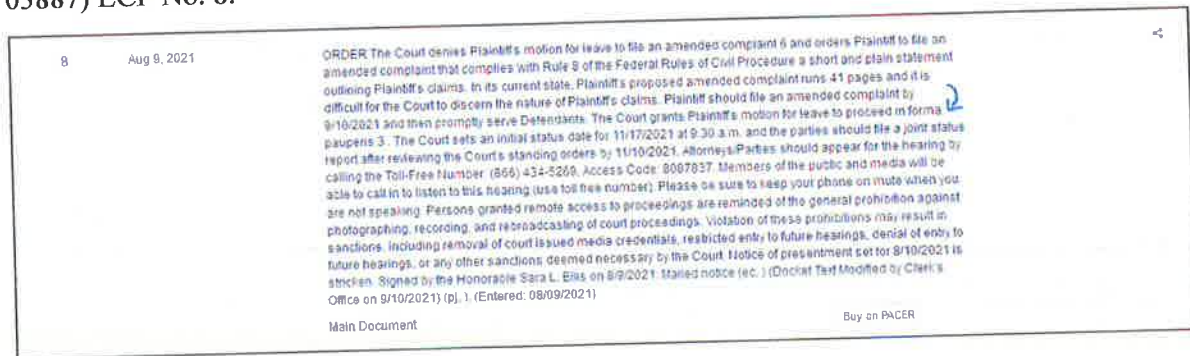 03887) ECF No. 8.
8 Aug 9, 2021 ORDER The Court denies Plaintiff's motion for leave to file an amended complaint 6 and orders Plaintiff to file an
amended complaint that complies with Rule 8 of the Federal Rules of Civil Procedure a short and plain statement
outlining Plaintiff's claims. In its current state, Plaintiff's proposed amended complaint runs 41 pages and it is
difficult for the Court to discern the nature of Plaintiff's claims. Plaintiff should file an amended complaint by
9/10/2021 and then promptly serve Defendants. The Court grants Plaintiff's motion for leave to proceed in forma
pauperis 3 . The Court sets an initial status date for 11/17/2021 at 9:30 a.m. and the parties should file a joint status
report after reviewing the Court's standing orders by 11/10/2021. Attorneys/Parties should appear for the hearing by
calling the Toll-Free Number: (866) 434-5269, Access Code: 8087837. Members of the public and media will be
able to call in to listen to this hearing (use toll free number). Please be sure to keep your phone on mute when you
are not speaking. Persons granted remote access to proceedings are reminded of the general prohibition against
photographing, recording, and rebroadcasting of court proceedings. Violation of these prohibitions may result in
sanctions, including removal of court issued media credentials, restricted entry to future hearings, denial of entry to
future hearings, or any other sanctions deemed necessary by the Court. Notice of presentment set for 8/10/2021 is
stricken. Signed by the Honorable Sara L. Ellis on 8/9/2021: Mailed notice (ec, ) (Docket Text Modified by Clerk's
Office on 9/10/2021) (pj, ). (Entered: 08/09/2021)
Main Document Buy on PACER